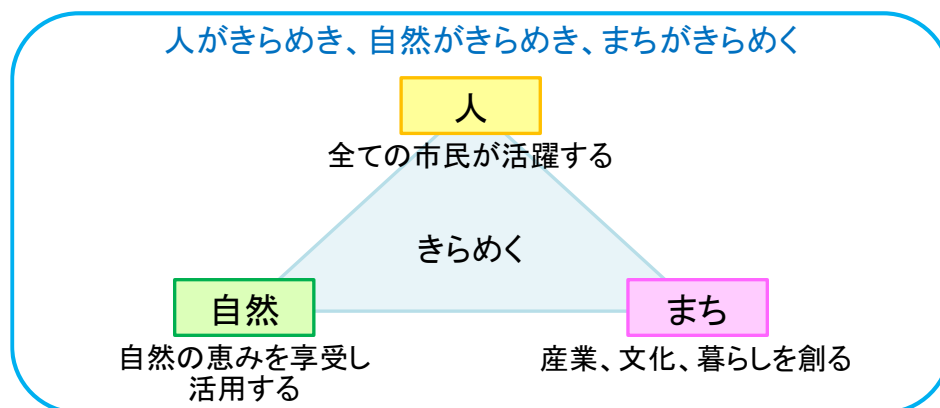 人がきらめき、自然がきらめき、まちがきらめく
人
全ての市民が活躍する
きらめく
自然
自然の恵みを享受し
活用する
まち
産業、文化、暮らしを創る